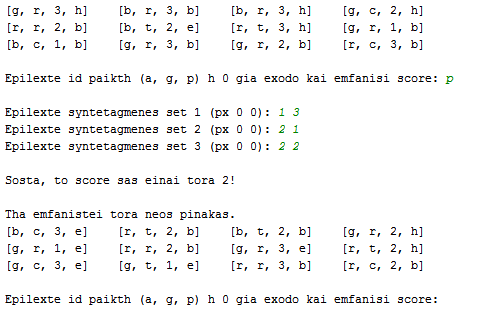 [g, r, 3, h] [b, r, 3, b] [b, r, 3, h] [g, c, 2, h]
[r, r, 2, b] [b, t, 2, e] [r, t, 3, h] [g, r, 1, b]
[b, c, 1, b] [g, r, 3, b] [g, r, 2, b] [r, c, 3, b]
Epilexte id paikth (a, g, p) h 0 gia exodo kai emfanisi score: p
Epilexte syntetagmenes set 1 (px 0 0): 1 3
Epilexte syntetagmenes set 2 (px 0 0): 2 1
Epilexte syntetagmenes set 3 (px 0 0): 2 2
Sosta, to score sas einai tora 2!
Tha emfanistei tora neos pinakas.
[b, c, 3, e] [r, t, 2, b] [b, t, 2, b] [g, r, 2, h]
[g, r, 1, e] [r, r, 2, b] [g, r, 3, e] [r, t, 2, h]
[g, c, 3, e] [g, t, 1, e] [r, r, 3, b] [r, c, 2, b]
Epilexte id paikth (a, g, p) h 0 gia exodo kai emfanisi score: